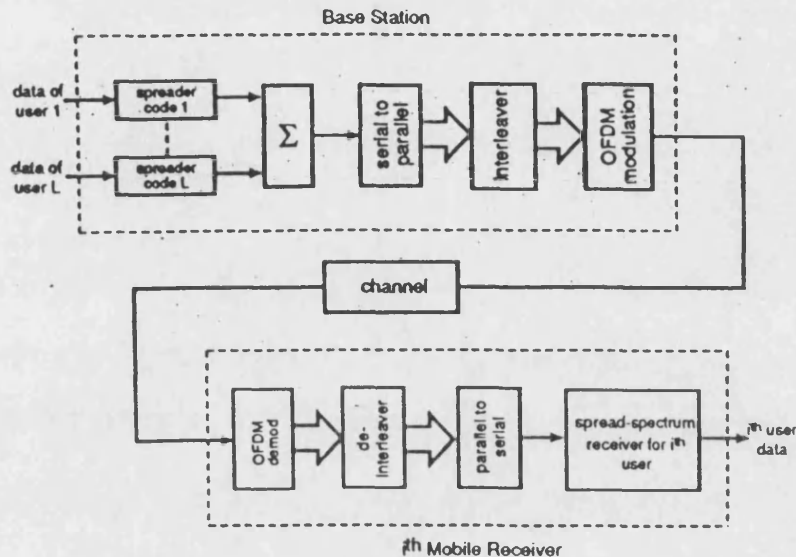 Base Station
data of
user 1
spreader
code 1
data of
user L
spreader
code L
Σ
serial to
parallel
interleaver
OFDM
modulation
channel
OFDM
demod
de-
interleaver
parallel to
serial
spread-spectrum
receiver for iᵗʰ
user
iᵗʰ user
data
iᵗʰ Mobile Receiver